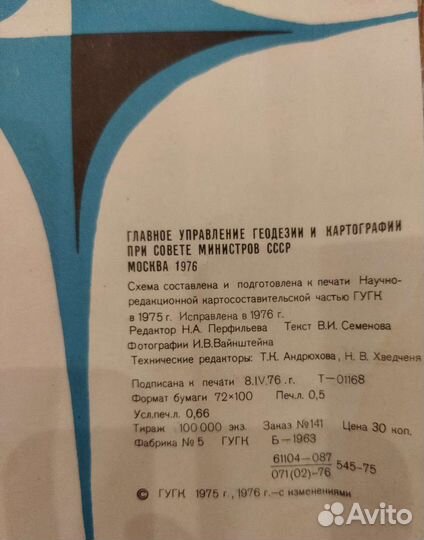 ГЛАВНОЕ УПРАВЛЕНИЕ ГЕОДЕЗИИ И КАРТОГРАФИИ
ПРИ СОВЕТЕ МИНИСТРОВ СССР
МОСКВА 1976
Схема составлена и подготовлена к печати Научно-
редакционной картосоставительской частью ГУГК
в 1975 г. Исправлена в 1976 г.
Редактор Н.А. Перфильева Текст В.И. Семенова
Фотографии И.В.Вайнштейна
Технические редакторы: Т.К. Андрюхова, Н. В. Хведченя
Подписана к печати 8.IV.76 .г. Т—01168
Формат бумаги 72×100 Печ.л. 0,5
Усл.печ.л. 0,66
Тираж 100 000 экз. Заказ №141 Цена 30 коп.
Фабрика № 5 ГУГК Б—1963
61104—087
071(02)—76 545-75
© ГУГК 1975 г., 1976 г.—с изменениями
Avito